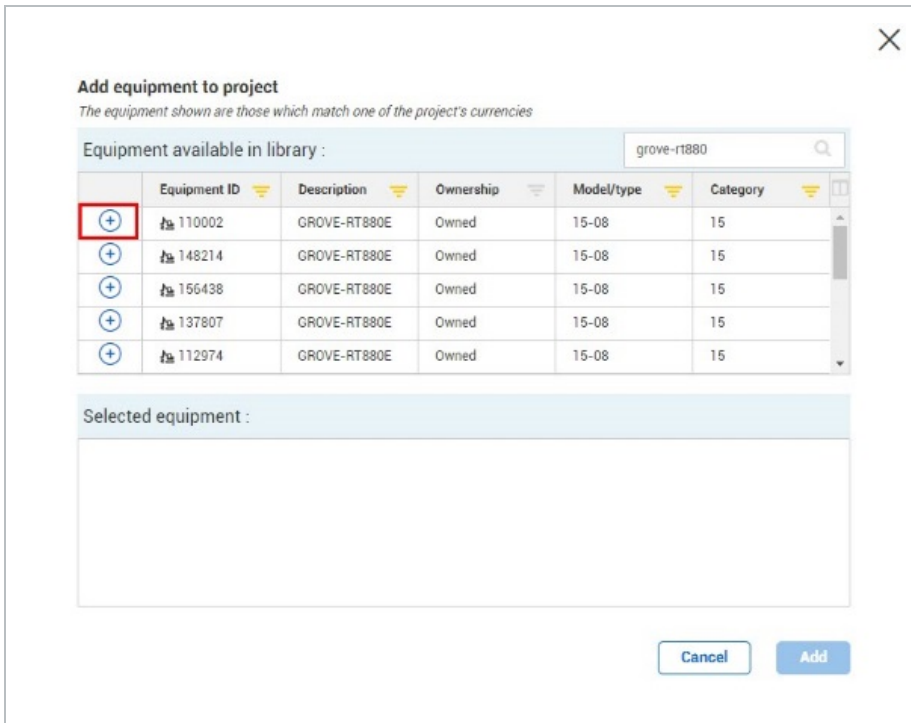 Add equipment to project
The equipment shown are those which match one of the project's currencies
Equipment available in library : grove-rt880
Equipment ID Description Ownership Model/type Category
110002 GROVE-RT880E Owned 15-08 15
148214 GROVE-RT880E Owned 15-08 15
156438 GROVE-RT880E Owned 15-08 15
137807 GROVE-RT880E Owned 15-08 15
112974 GROVE-RT880E Owned 15-08 15
Selected equipment :
Cancel Add